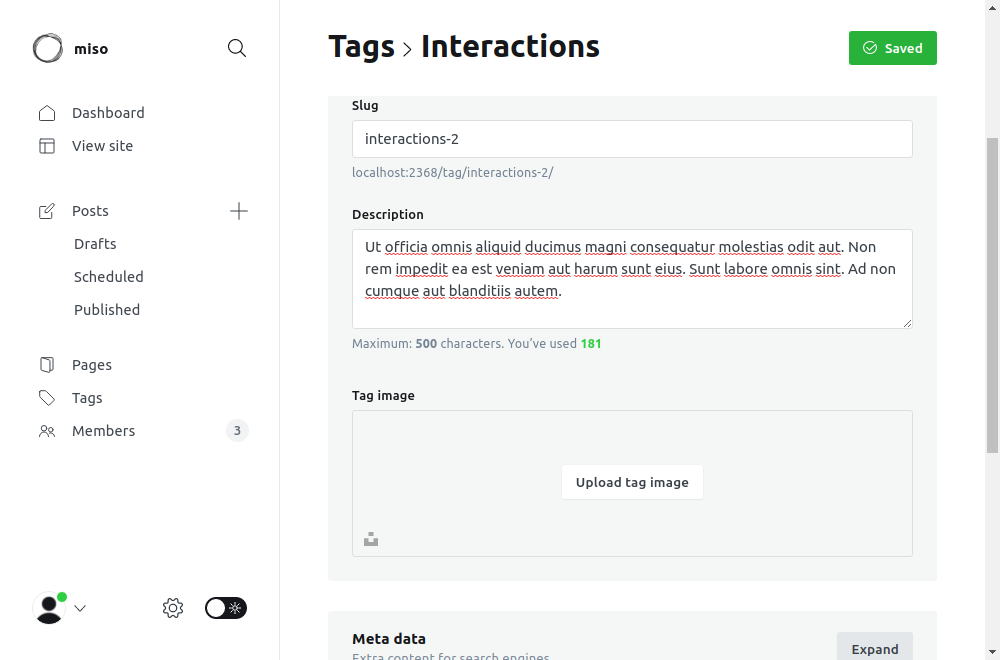 miso
Tags > Interactions
Saved
Dashboard
View site
Posts
Drafts
Scheduled
Published
Pages
Tags
Members 3
Slug
interactions-2
localhost:2368/tag/interactions-2/
Description
Ut officia omnis aliquid ducimus magni consequatur molestias odit aut. Non
rem impedit ea est veniam aut harum sunt eius. Sunt labore omnis sint. Ad non
cumque aut blanditiis autem.
Maximum: 500 characters. You’ve used 181
Tag image
Upload tag image
Meta data
Extra content for search engines
Expand